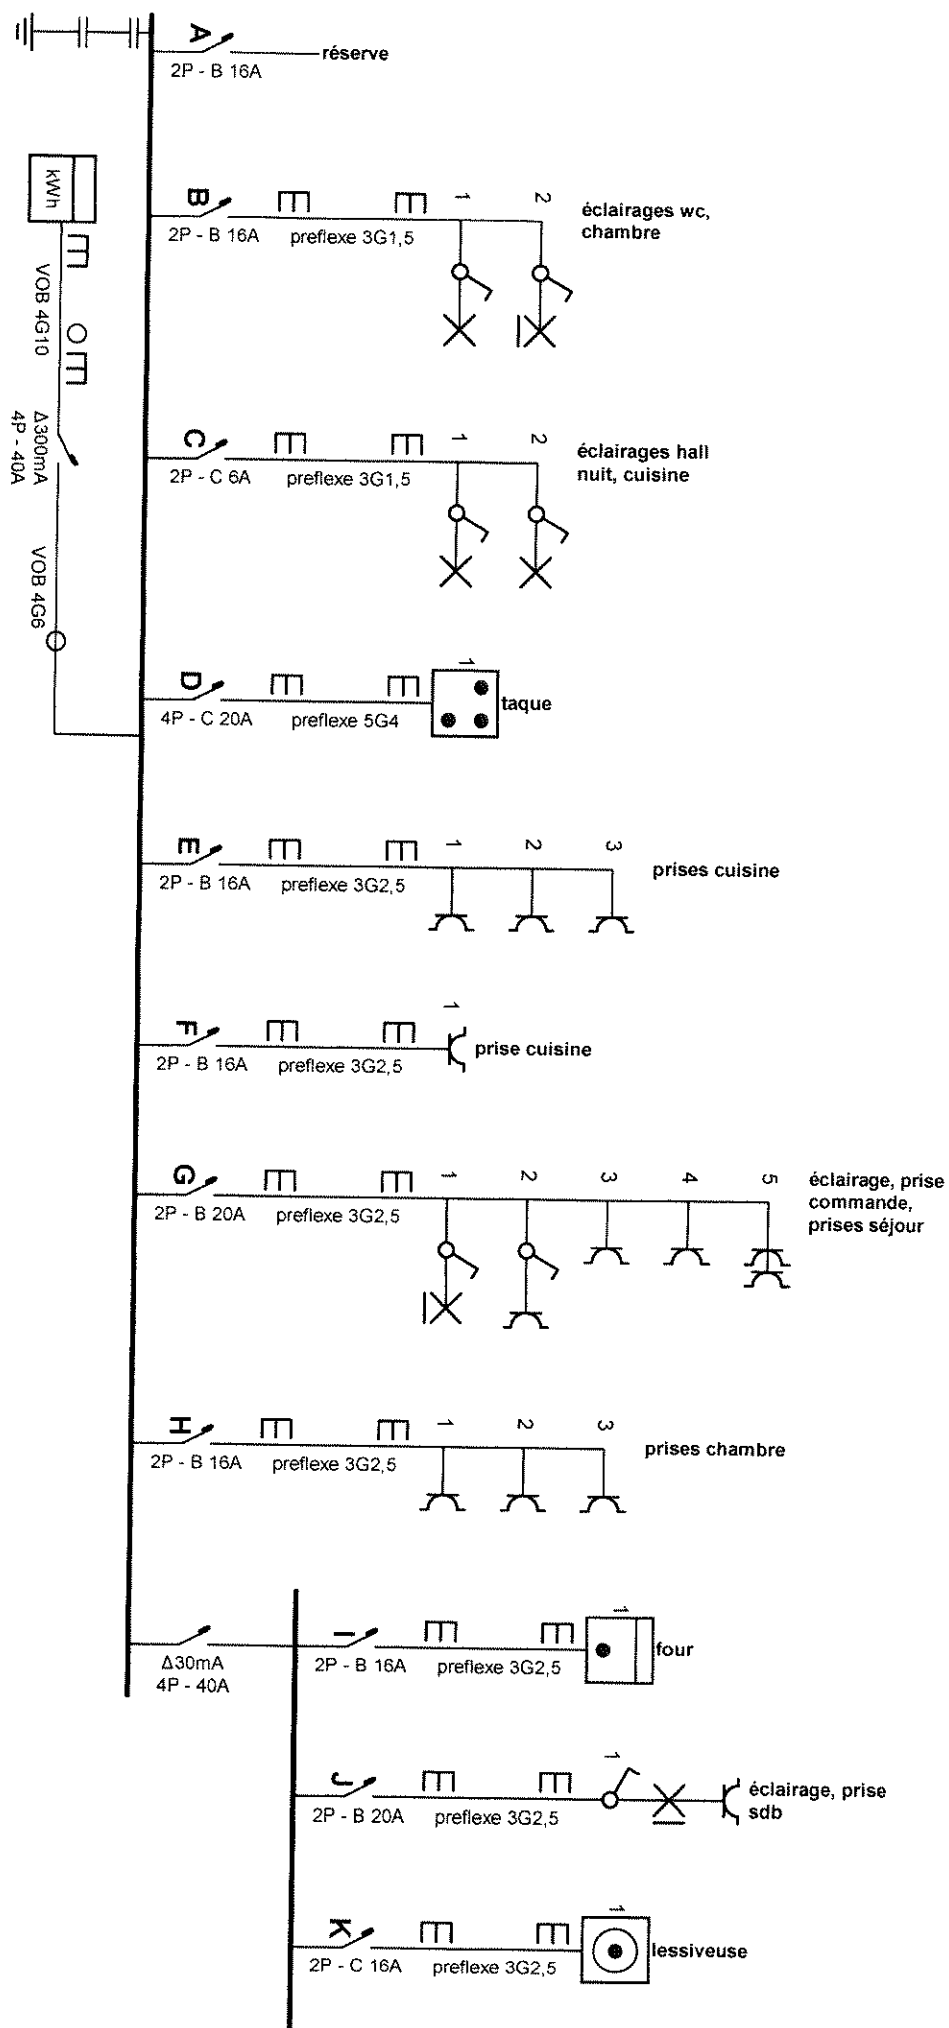 A
réserve
2P - B 16A
kWh
VOB 4G10
Δ300mA
4P - 40A
VOB 4G6
B
2P - B 16A
preflexe 3G1,5
1
2
éclairages wc,
chambre
C
2P - C 6A
preflexe 3G1,5
1
2
éclairages hall
nuit, cuisine
D
4P - C 20A
preflexe 5G4
1
taque
E
2P - B 16A
preflexe 3G2,5
1
2
3
prises cuisine
F
2P - B 16A
preflexe 3G2,5
1
prise cuisine
G
2P - B 20A
preflexe 3G2,5
1
2
3
4
5
éclairage, prise
commande,
prises séjour
H
2P - B 16A
preflexe 3G2,5
1
2
3
prises chambre
Δ30mA
4P - 40A
I
2P - B 16A
preflexe 3G2,5
1
four
J
2P - B 20A
preflexe 3G2,5
1
éclairage, prise
sdb
K
2P - C 16A
preflexe 3G2,5
1
lessiveuse